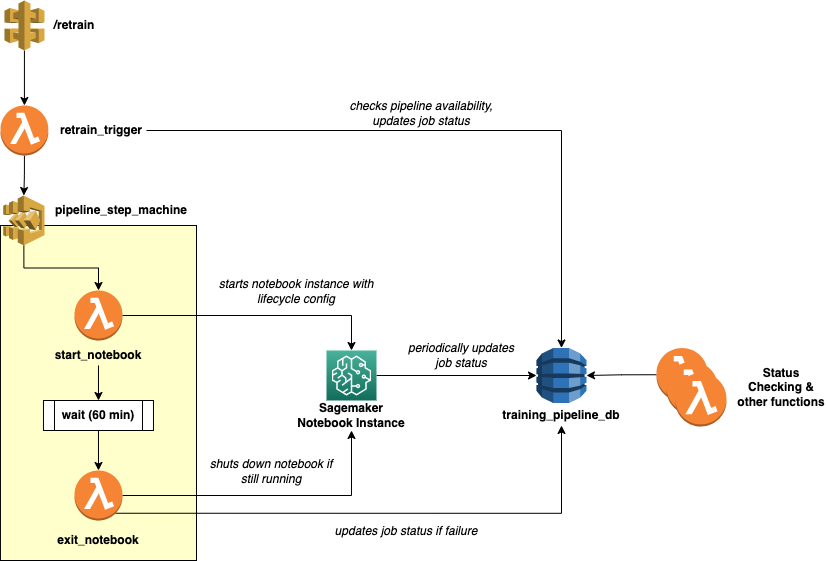 /retrain
checks pipeline availability,
updates job status
retrain_trigger
pipeline_step_machine
starts notebook instance with
lifecycle config
start_notebook
periodically updates
job status
Status
Checking &
other functions
Sagemaker
Notebook Instance
training_pipeline_db
wait (60 min)
shuts down notebook if
still running
updates job status if failure
exit_notebook